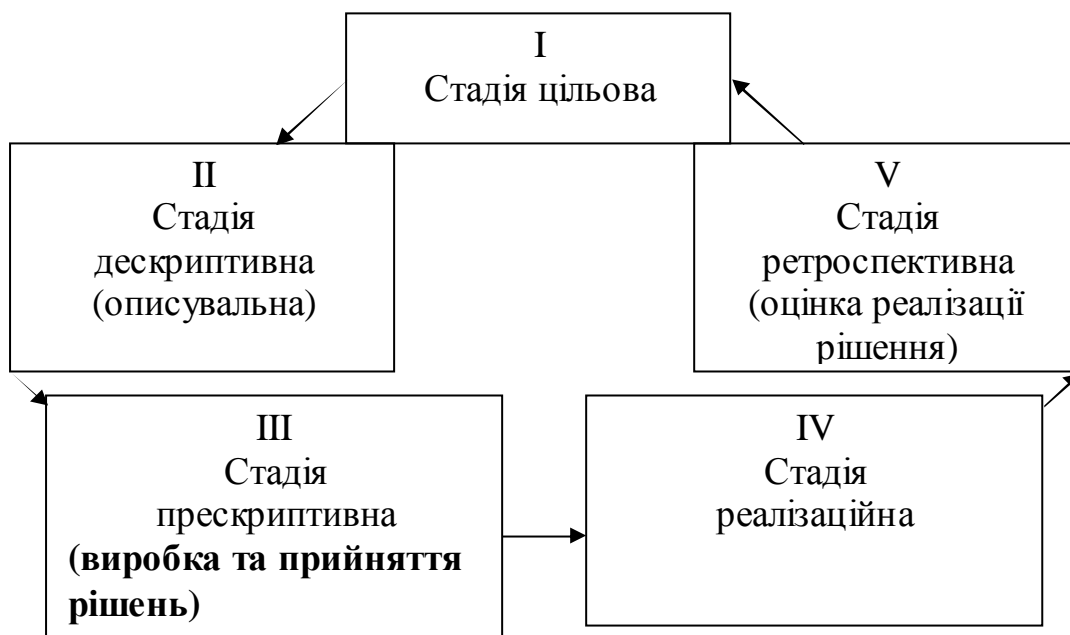 I
Стадія цільова
II
Стадія
дескриптивна
(описувальна)
V
Стадія
ретроспективна
(оцінка реалізації
рішення)
III
Стадія
прескриптивна
(виробка та прийняття
рішень)
IV
Стадія
реалізаційна